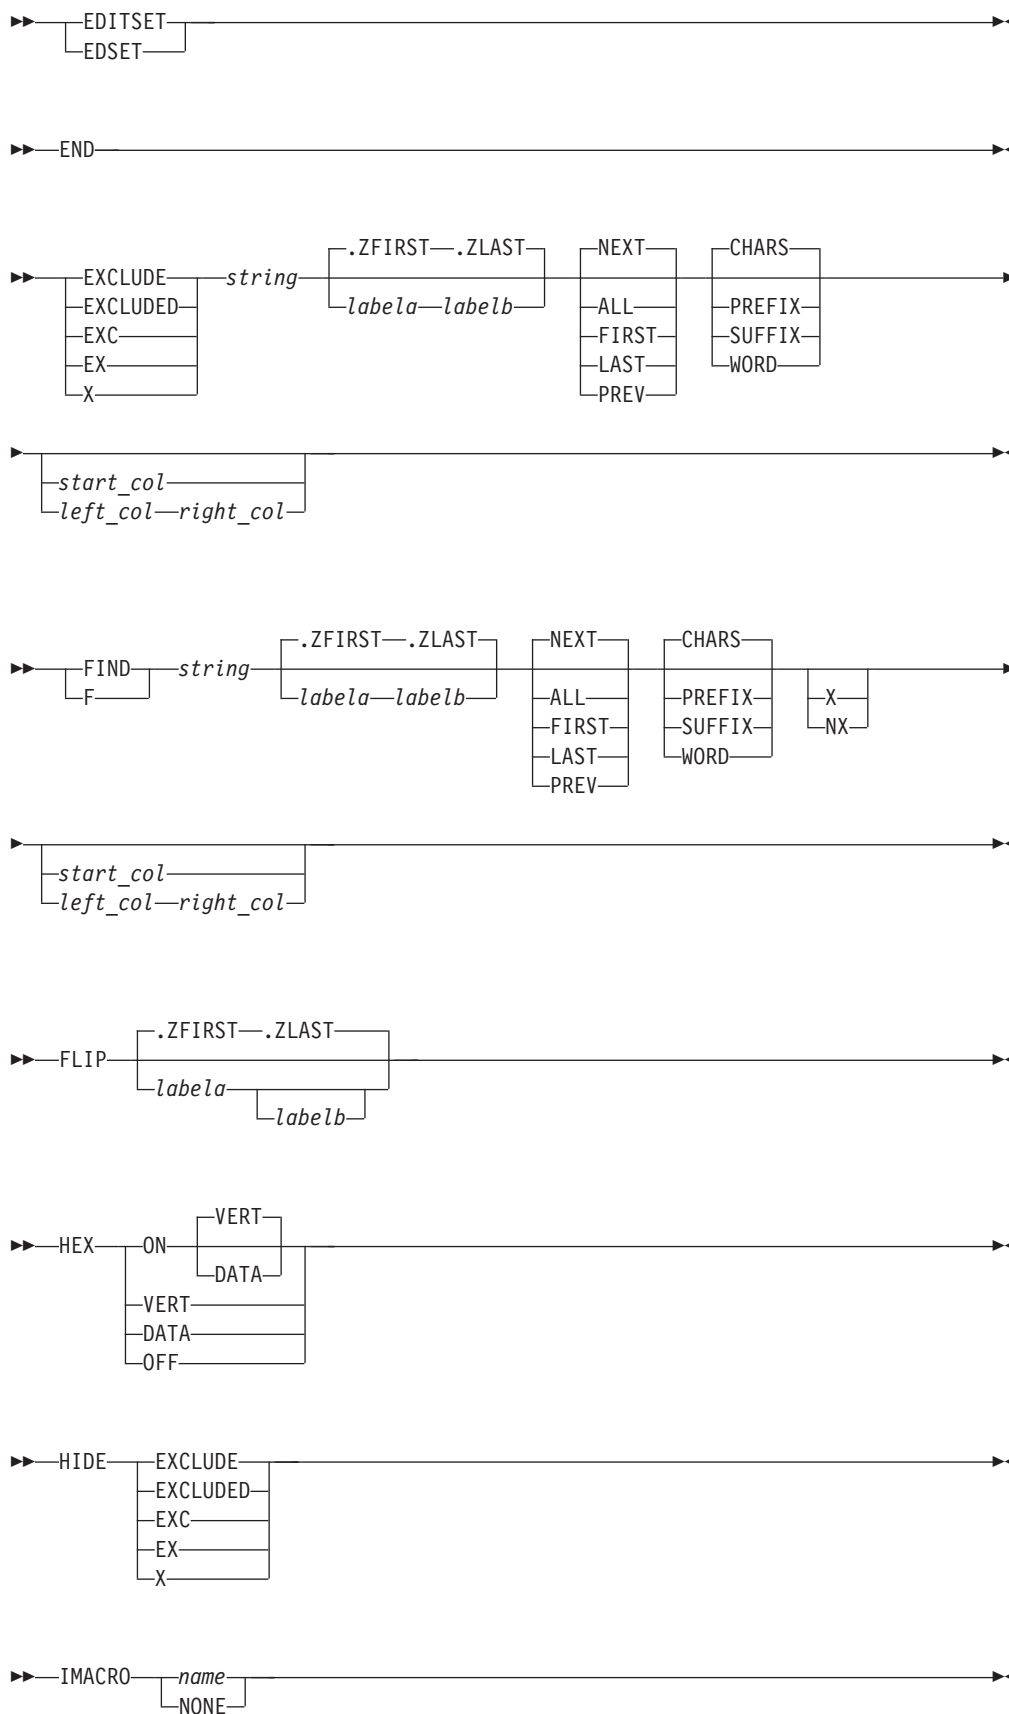 EDITSET
EDSET
END
.ZFIRST .ZLAST NEXT CHARS
EXCLUDE string
EXCLUDED labela labelb ALL PREFIX
EXC FIRST SUFFIX
EX LAST WORD
X PREV
start_col
left_col right_col
.ZFIRST .ZLAST NEXT CHARS
FIND string
F labela labelb ALL PREFIX X
FIRST SUFFIX NX
LAST WORD
PREV
start_col
left_col right_col
.ZFIRST .ZLAST
FLIP
labela
labelb
VERT
HEX ON
DATA
VERT
DATA
OFF
HIDE EXCLUDE
EXCLUDED
EXC
EX
X
IMACRO name
NONE